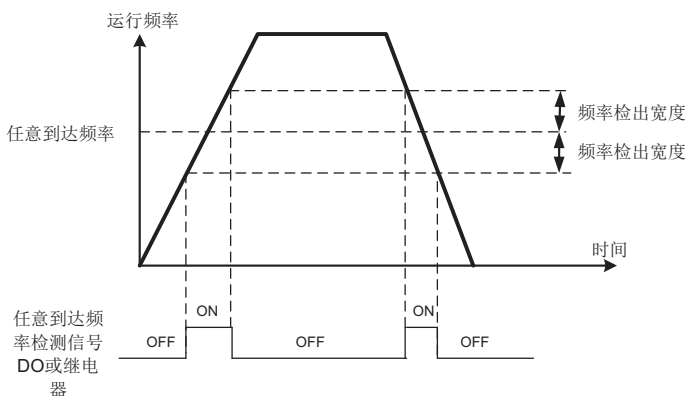 运行频率
频率检出宽度
任意到达频率
频率检出宽度
时间
任意到达频
率检测信号
DO或继电
器
OFF
ON
OFF
ON
OFF